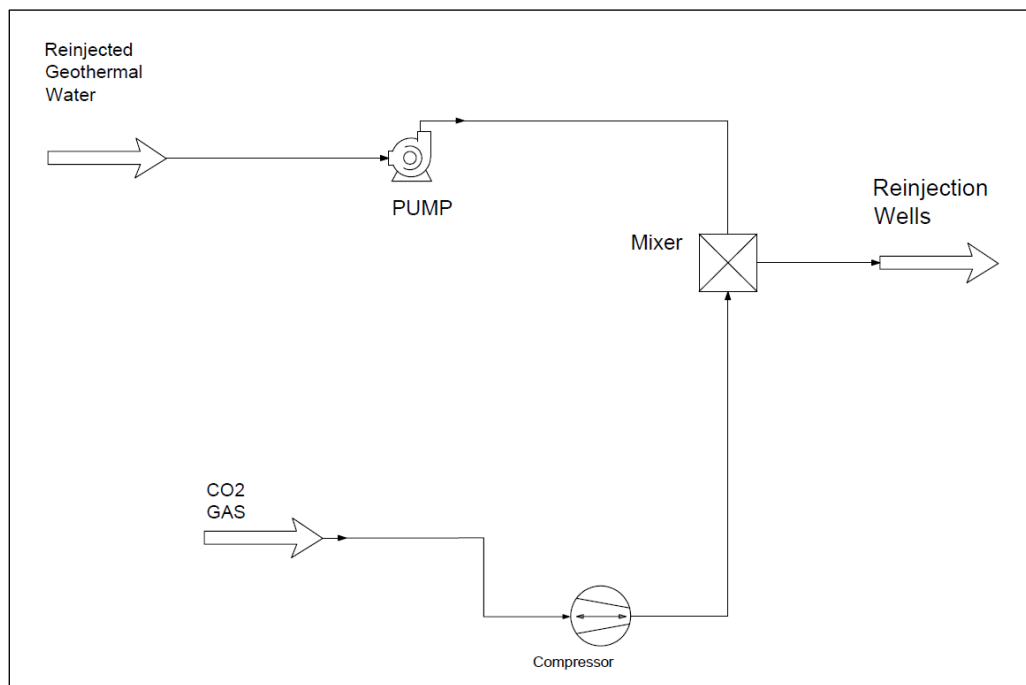 Reinjected
Geothermal
Water
PUMP
Reinjection
Wells
Mixer
CO2
GAS
Compressor